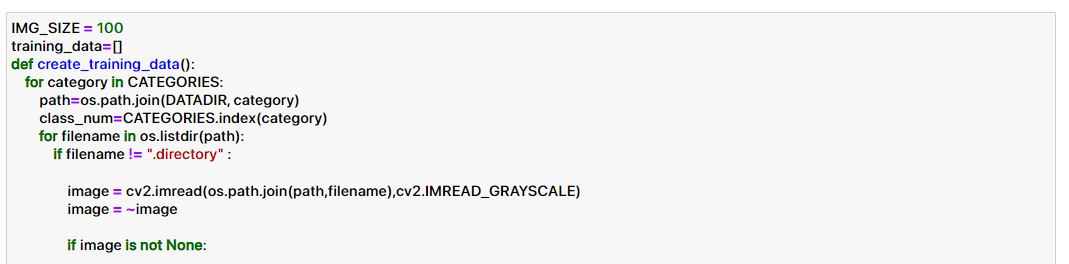 IMG_SIZE = 100
training_data=[]
def create_training_data():
for category in CATEGORIES:
path=os.path.join(DATADIR, category)
class_num=CATEGORIES.index(category)
for filename in os.listdir(path):
if filename != ".directory" :
image = cv2.imread(os.path.join(path,filename),cv2.IMREAD_GRAYSCALE)
image = ~image
if image is not None: